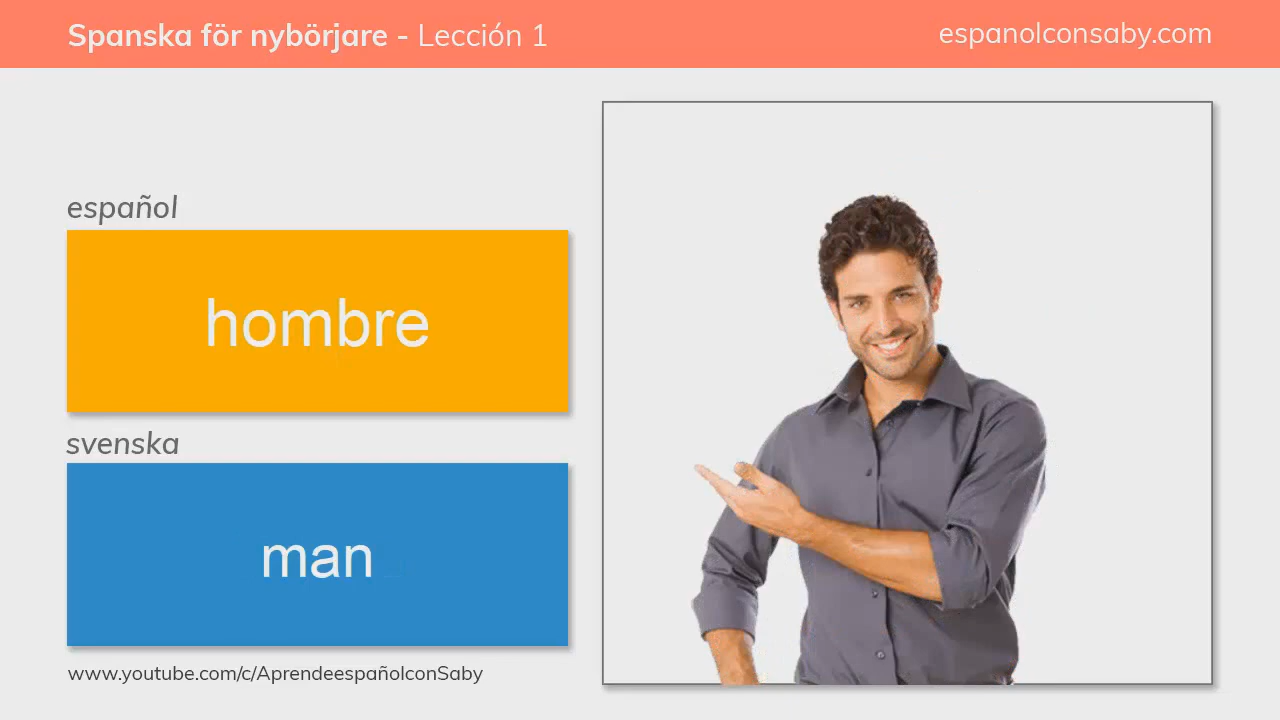 Spanska för nybörjare - Lección 1
espanolconsaby.com
español
hombre
svenska
man
www.youtube.com/c/AprendeespañolconSaby